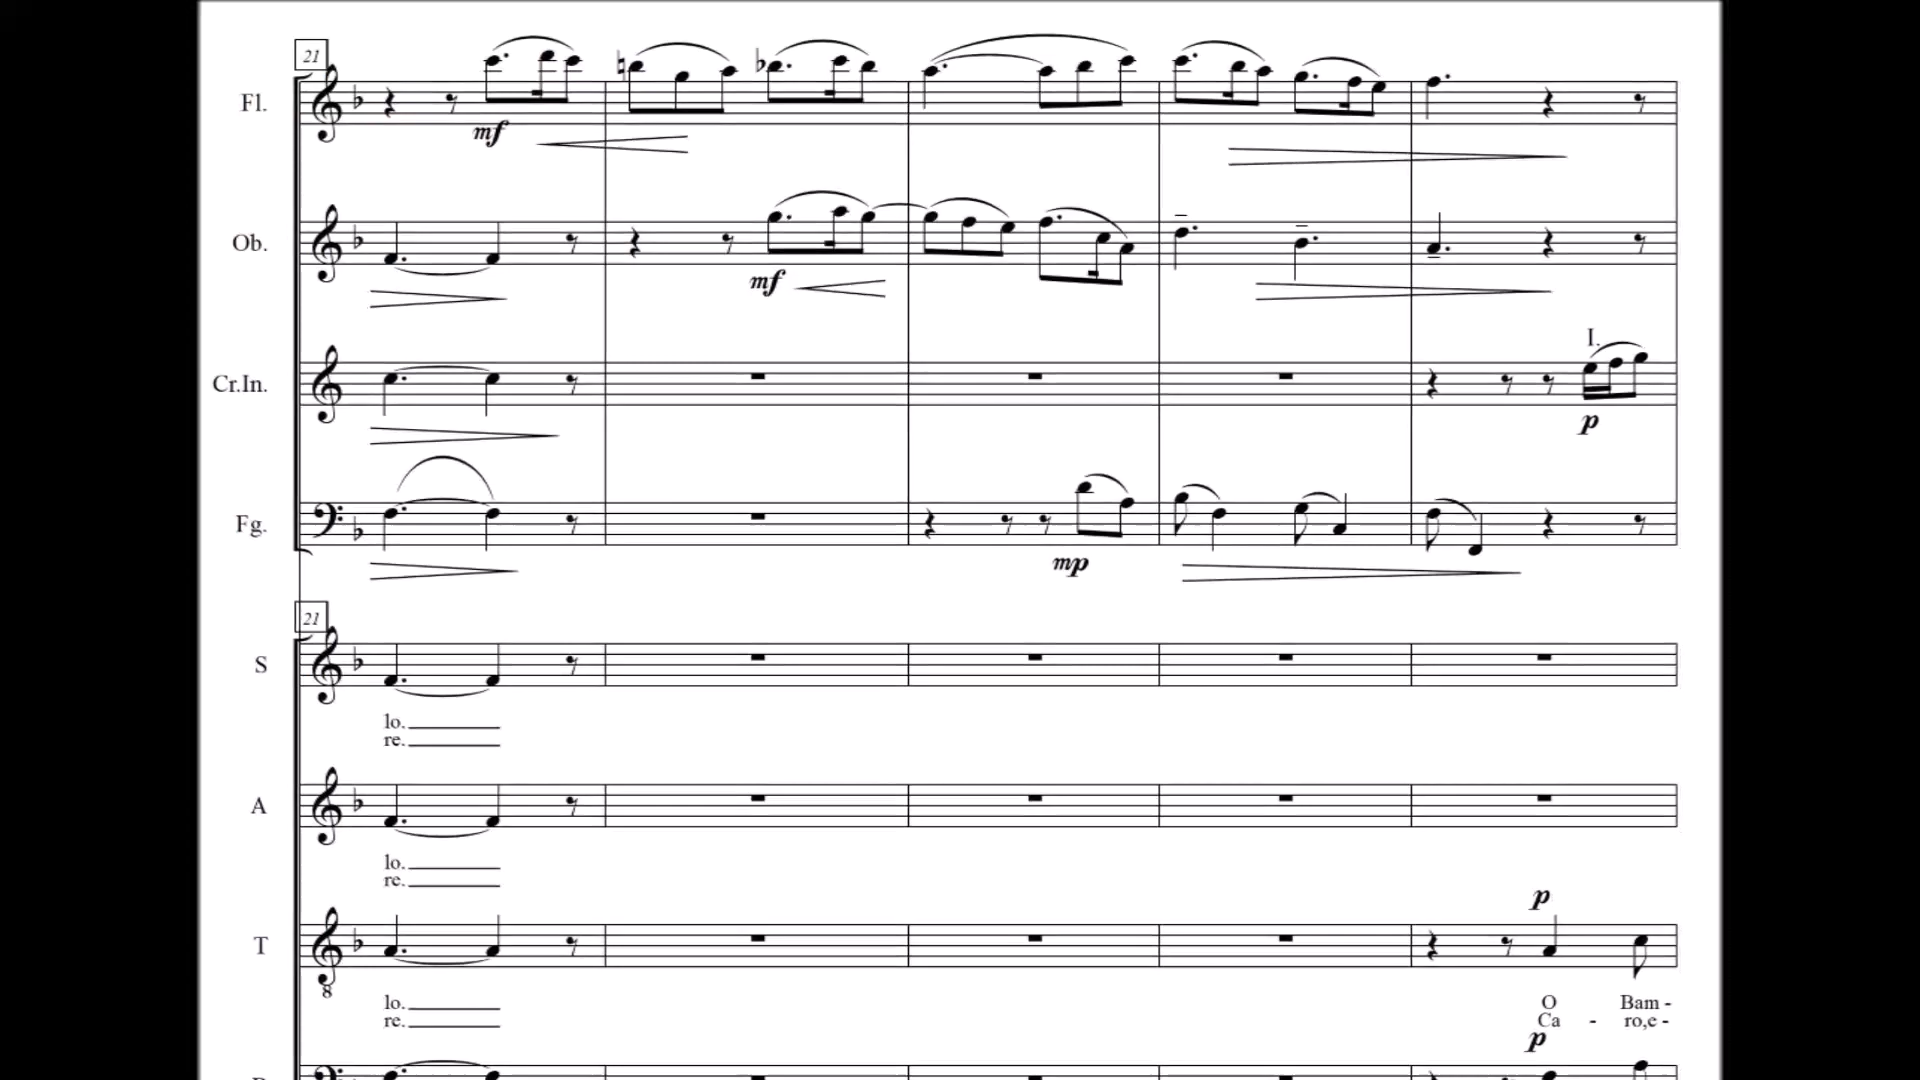 21
Fl.
mf
Ob.
mf
I.
Cr.In.
p
Fg.
mp
21
S
lo.
re.
A
lo.
re.
p
T
8
lo. O Bam -
re. Ca - ro,e -
p